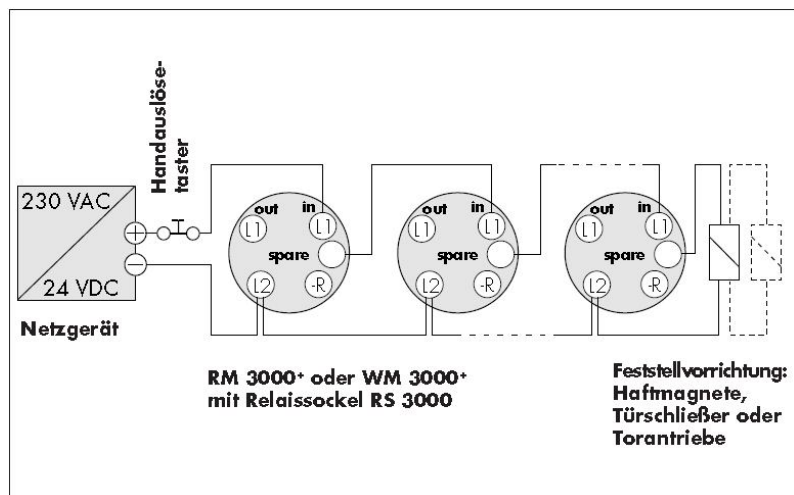 Handauslöse-
taster
230 VAC
24 VDC
+
−
Netzgerät
out in
L1 L1
spare
L2 -R
out in
L1 L1
spare
L2 -R
out in
L1 L1
spare
L2 -R
RM 3000⁺ oder WM 3000⁺
mit Relaissockel RS 3000
Feststellvorrichtung:
Haftmagnete,
Türschließer oder
Torantriebe